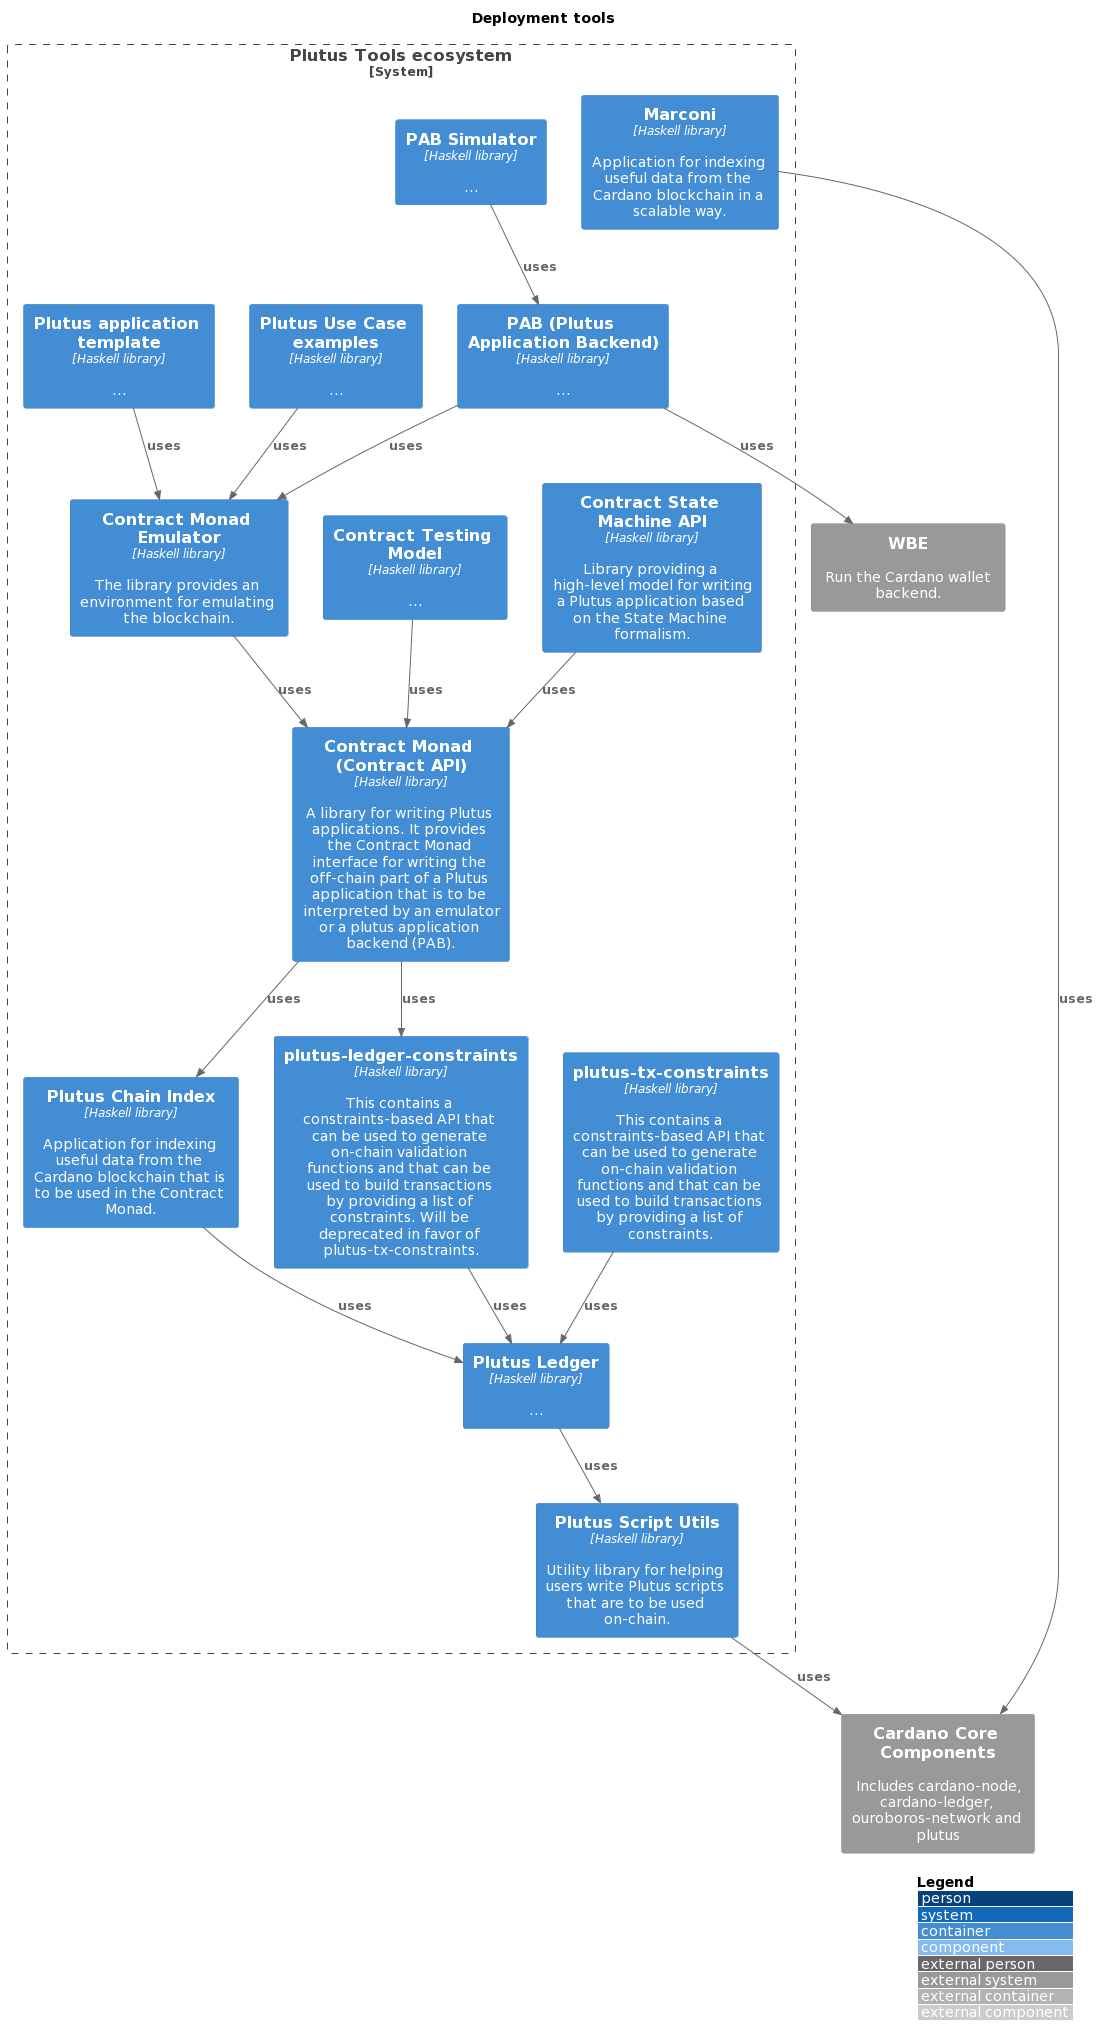 Deployment tools
Plutus Tools ecosystem
[System]
PAB Simulator
[Haskell library]
...
Marconi
[Haskell library]
Application for indexing
useful data from the
Cardano blockchain in a
scalable way.
uses
Plutus application
template
[Haskell library]
...
Plutus Use Case
examples
[Haskell library]
...
PAB (Plutus
Application Backend)
[Haskell library]
...
uses
uses
uses
uses
Contract Monad
Emulator
[Haskell library]
The library provides an
environment for emulating
the blockchain.
Contract Testing
Model
[Haskell library]
...
Contract State
Machine API
[Haskell library]
Library providing a
high-level model for writing
a Plutus application based
on the State Machine
formalism.
WBE
Run the Cardano wallet
backend.
uses
uses
uses
Contract Monad
(Contract API)
[Haskell library]
A library for writing Plutus
applications. It provides
the Contract Monad
interface for writing the
off-chain part of a Plutus
application that is to be
interpreted by an emulator
or a plutus application
backend (PAB).
uses
uses
uses
Plutus Chain Index
[Haskell library]
Application for indexing
useful data from the
Cardano blockchain that is
to be used in the Contract
Monad.
plutus-ledger-constraints
[Haskell library]
This contains a
constraints-based API that
can be used to generate
on-chain validation
functions and that can be
used to build transactions
by providing a list of
constraints. Will be
deprecated in favor of
plutus-tx-constraints.
plutus-tx-constraints
[Haskell library]
This contains a
constraints-based API that
can be used to generate
on-chain validation
functions and that can be
used to build transactions
by providing a list of
constraints.
uses
uses
uses
Plutus Ledger
[Haskell library]
...
uses
Plutus Script Utils
[Haskell library]
Utility library for helping
users write Plutus scripts
that are to be used
on-chain.
uses
Cardano Core
Components
Includes cardano-node,
cardano-ledger,
ouroboros-network and
plutus
Legend
person
system
container
component
external person
external system
external container
external component